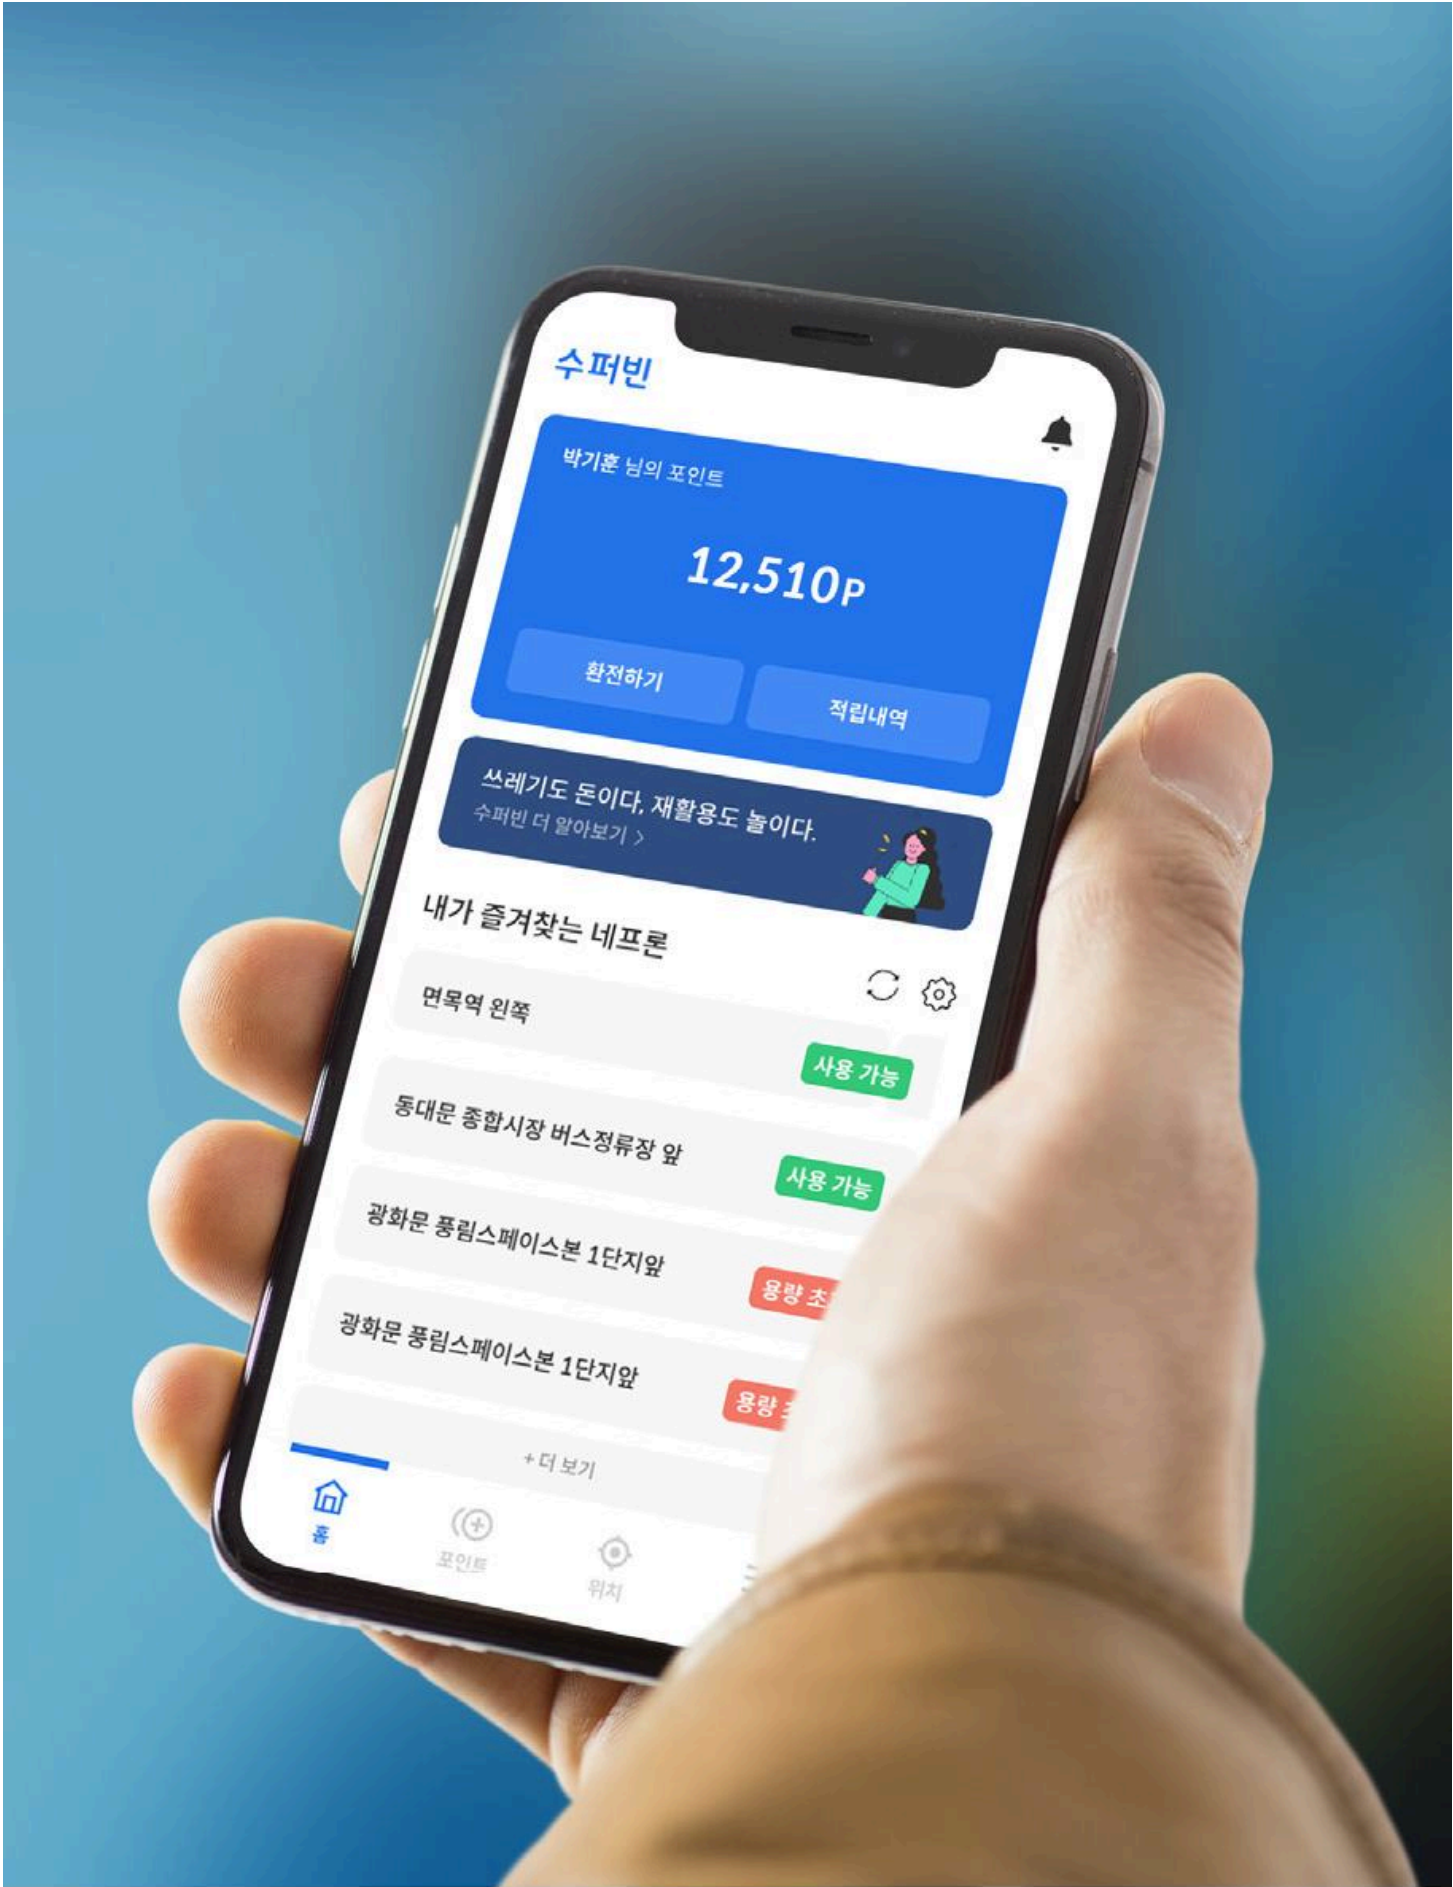 수퍼빈
박기훈 님의 포인트
12,510P
환전하기
적립내역
쓰레기도 돈이다, 재활용도 놀이다.
수퍼빈 더 알아보기 >
내가 즐겨찾는 네프론
면목역 왼쪽
사용 가능
동대문 종합시장 버스정류장 앞
사용 가능
광화문 풍림스페이스본 1단지앞
용량
광화문 풍림스페이스본 1단지앞
용량
+ 더 보기
홈
포인트
위치